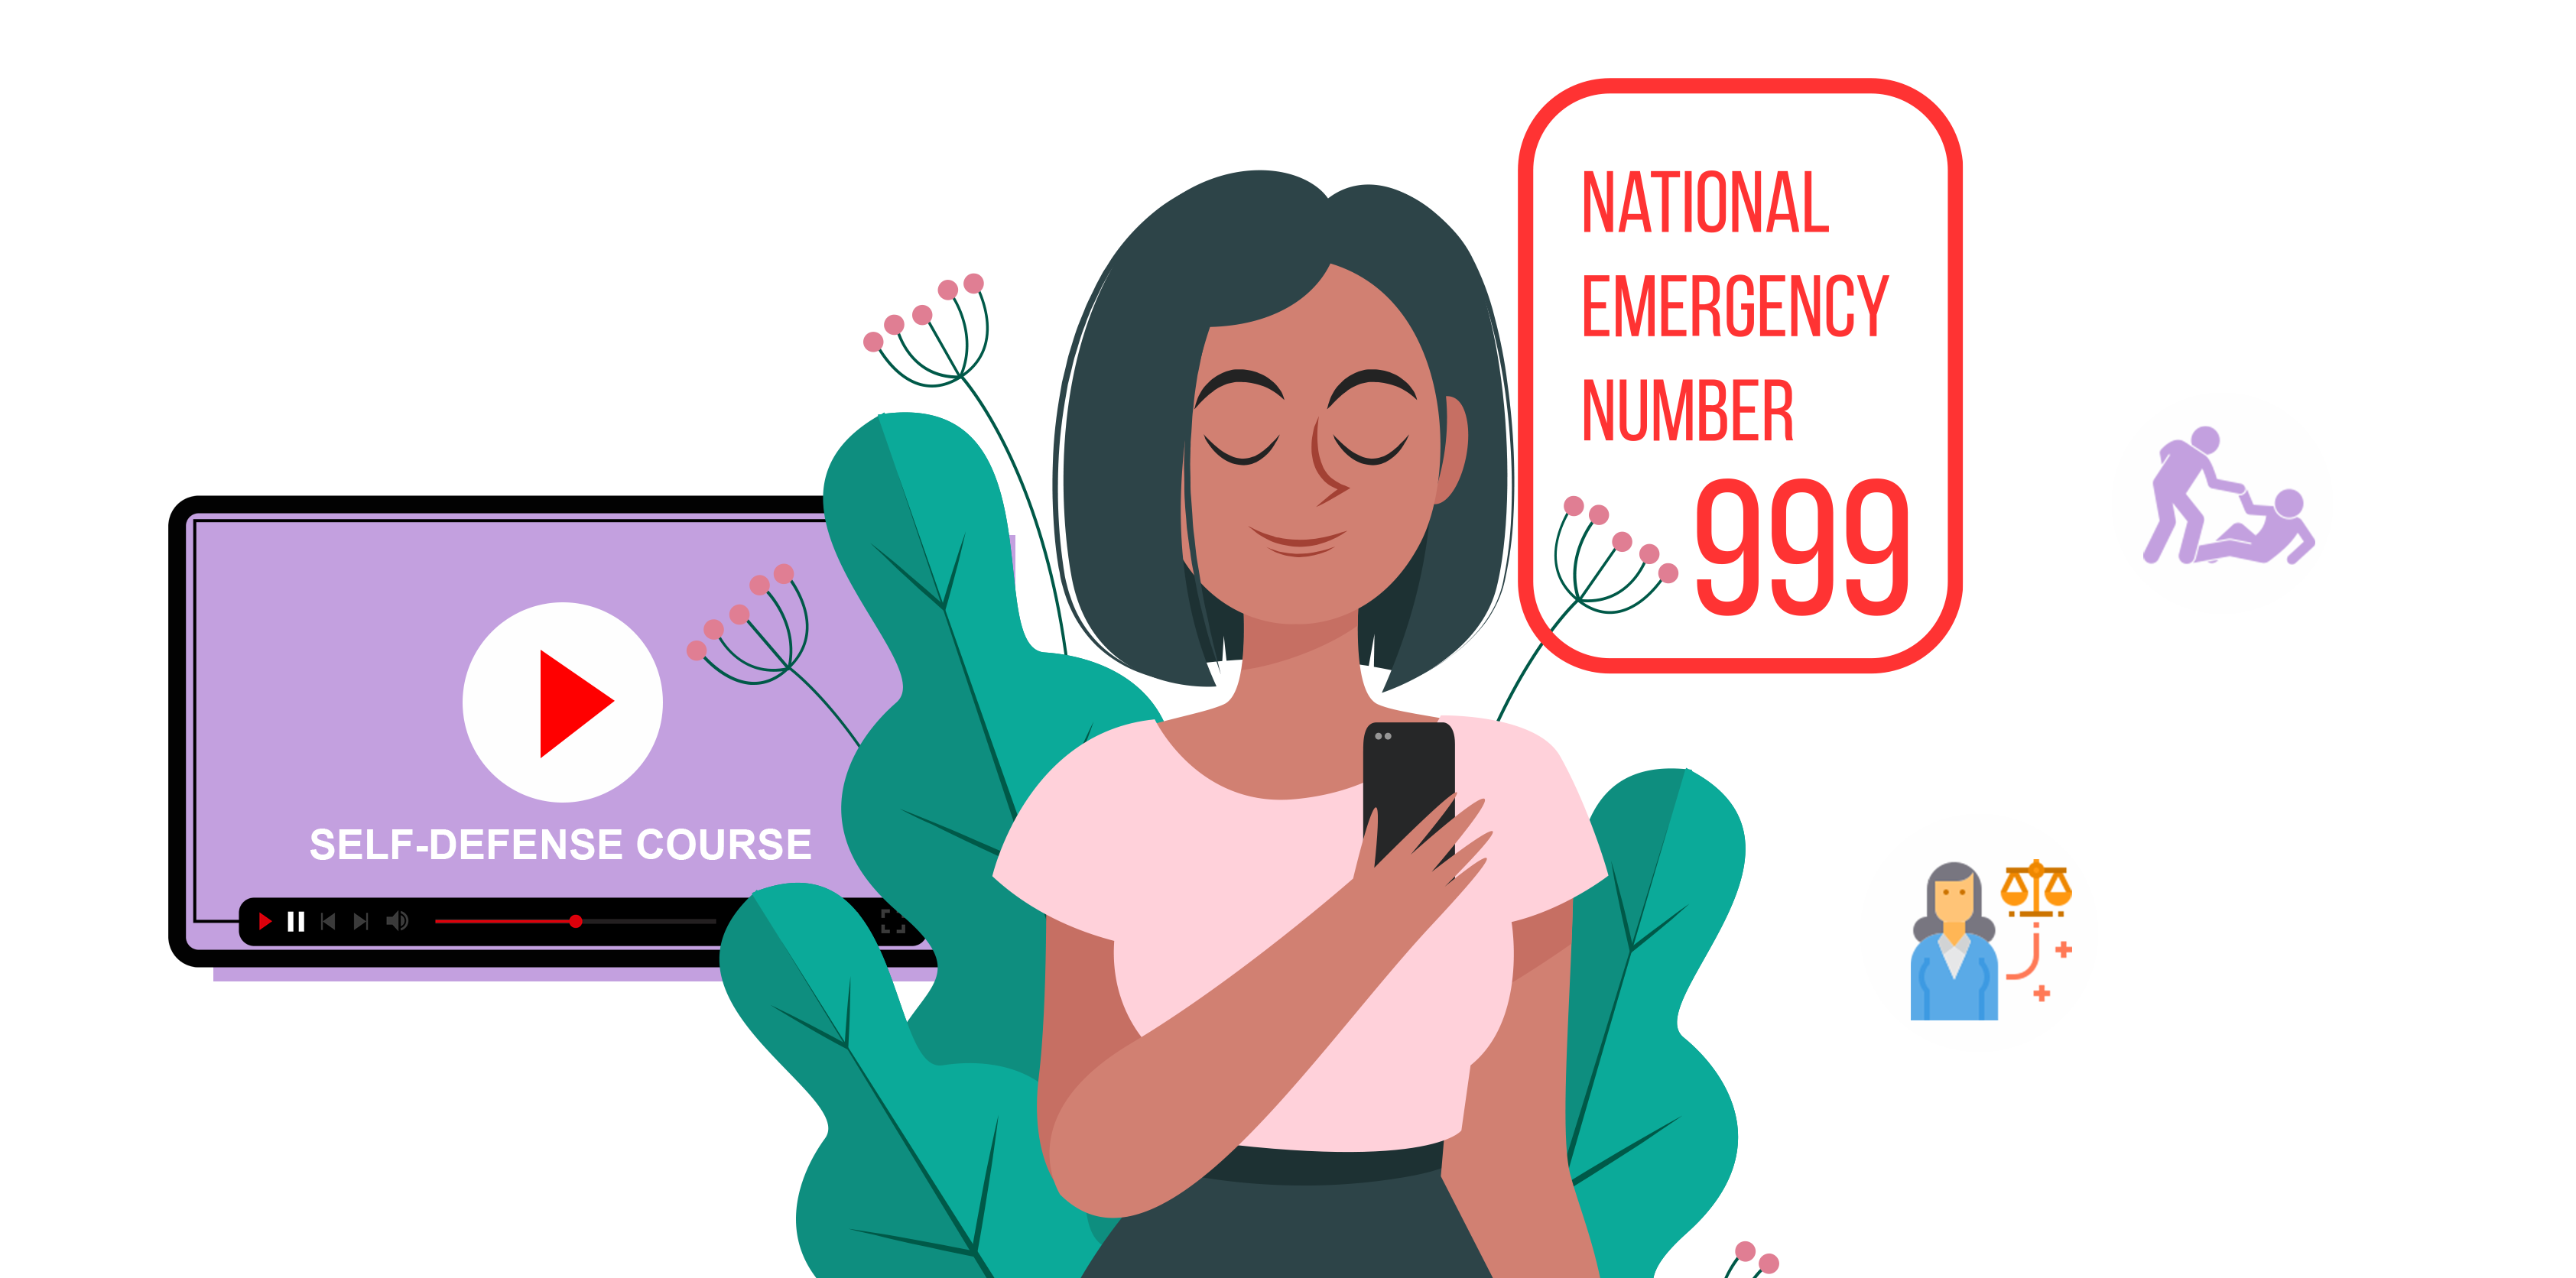 NATIONAL
EMERGENCY
NUMBER
999
SELF-DEFENSE COURSE